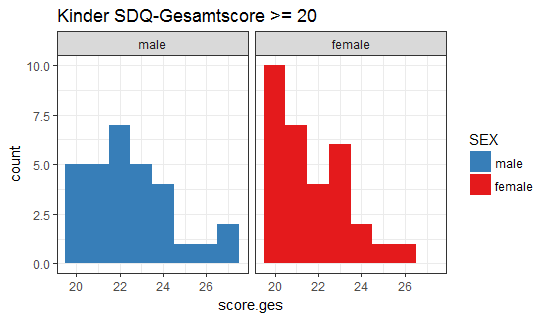 Kinder SDQ-Gesamtscore >= 20
male female
10.0
7.5
5.0
2.5
0.0
count
20 22 24 26 20 22 24 26
score.ges
SEX
male
female